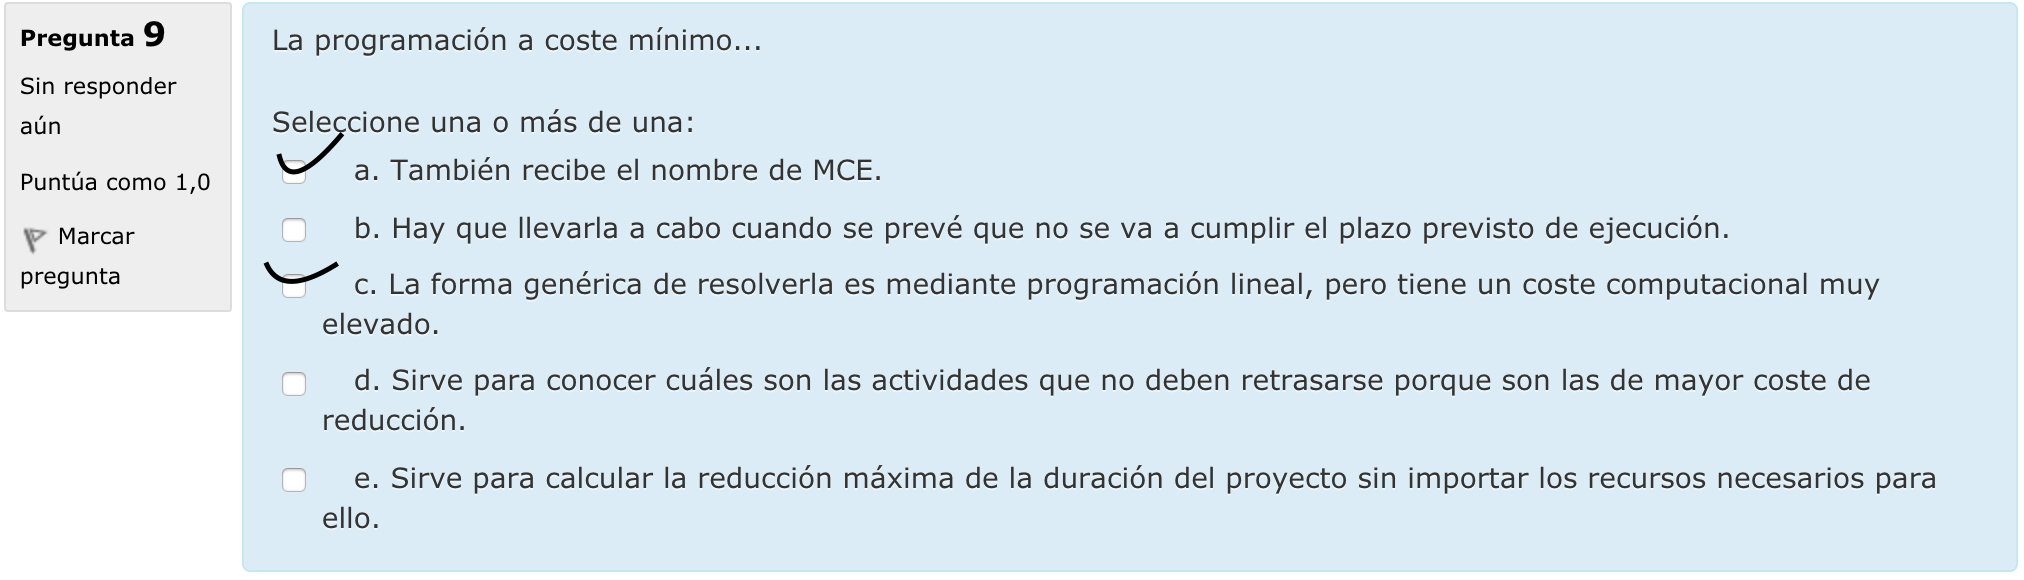 Pregunta 9
Sin responder
aún
Puntúa como 1,0
Marcar
pregunta
La programación a coste mínimo...
Seleccione una o más de una:
a. También recibe el nombre de MCE.
b. Hay que llevarla a cabo cuando se prevé que no se va a cumplir el plazo previsto de ejecución.
c. La forma genérica de resolverla es mediante programación lineal, pero tiene un coste computacional muy
elevado.
d. Sirve para conocer cuáles son las actividades que no deben retrasarse porque son las de mayor coste de
reducción.
e. Sirve para calcular la reducción máxima de la duración del proyecto sin importar los recursos necesarios para
ello.